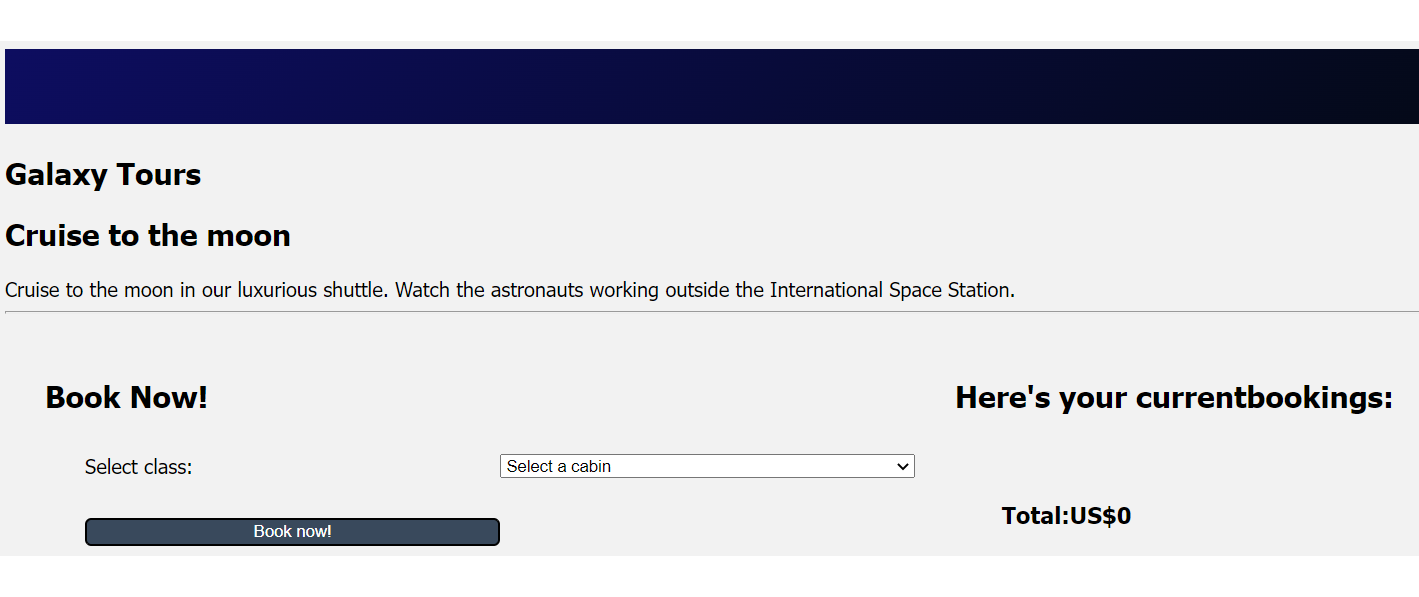 Galaxy Tours
Cruise to the moon
Cruise to the moon in our luxurious shuttle. Watch the astronauts working outside the International Space Station.
Book Now!
Select class:
Select a cabin
Book now!
Here's your currentbookings:
Total:US$0